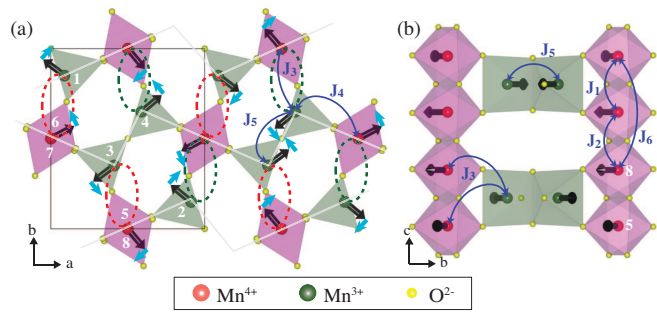 (a)
1
J₃
J₄
4
J₅
6
7
3
5
2
8
b
a
(b)
J₅
J₁
J₂
J₆
J₃
8
5
c
b
Mn⁴⁺ Mn³⁺ O²⁻